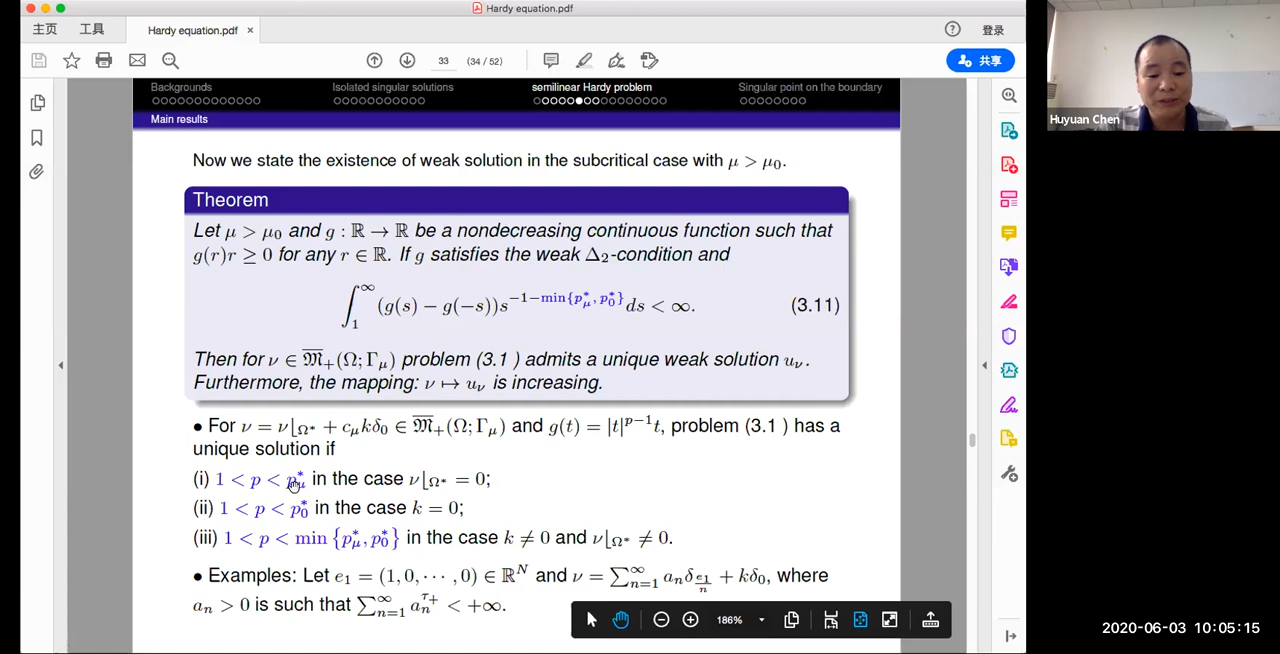 Hardy equation.pdf
主页 工具 Hardy equation.pdf × 登录
33 (34 / 52) 共享
Backgrounds Isolated singular solutions semilinear Hardy problem Singular point on the boundary
Main results
Now we state the existence of weak solution in the subcritical case with μ > μ₀.
Theorem
Let μ > μ₀ and g : ℝ → ℝ be a nondecreasing continuous function such that
g(r)r ≥ 0 for any r ∈ ℝ. If g satisfies the weak Δ₂-condition and
∫₁^∞ (g(s) − g(−s))s^{−1−min{p*_μ, p*_0}} ds < ∞. (3.11)
Then for ν ∈ 𝔐̅₊(Ω; Γ_μ) problem (3.1 ) admits a unique weak solution u_ν.
Furthermore, the mapping: ν ↦ u_ν is increasing.
• For ν = ν⌊_{Ω*} + c_μkδ₀ ∈ 𝔐̅₊(Ω; Γ_μ) and g(t) = |t|^{p−1}t, problem (3.1 ) has a
unique solution if
(i) 1 < p < p*_μ in the case ν⌊_{Ω*} = 0;
(ii) 1 < p < p*_0 in the case k = 0;
(iii) 1 < p < min {p*_μ, p*_0} in the case k ≠ 0 and ν⌊_{Ω*} ≠ 0.
• Examples: Let e₁ = (1, 0, ⋯ , 0) ∈ ℝ^N and ν = ∑_{n=1}^∞ a_nδ_{e₁/n} + kδ₀, where
a_n > 0 is such that ∑_{n=1}^∞ a_n^{τ₊} < +∞.
186%
Huyuan Chen
2020-06-03 10:05:15